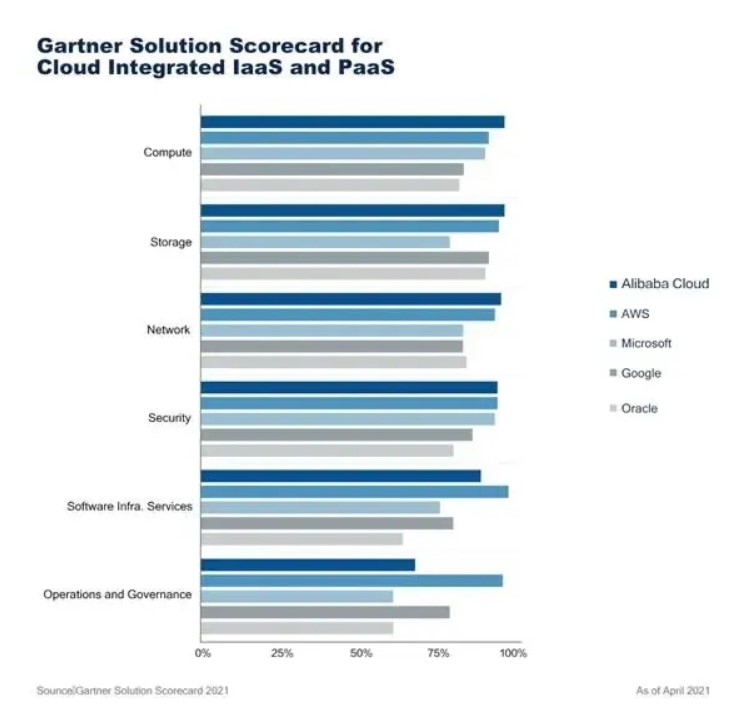 Gartner Solution Scorecard for
Cloud Integrated IaaS and PaaS
Compute
Storage
Network
Security
Software Infra. Services
Operations and Governance
0% 25% 50% 75% 100%
Alibaba Cloud
AWS
Microsoft
Google
Oracle
Source|Gartner Solution Scorecard 2021
As of April 2021